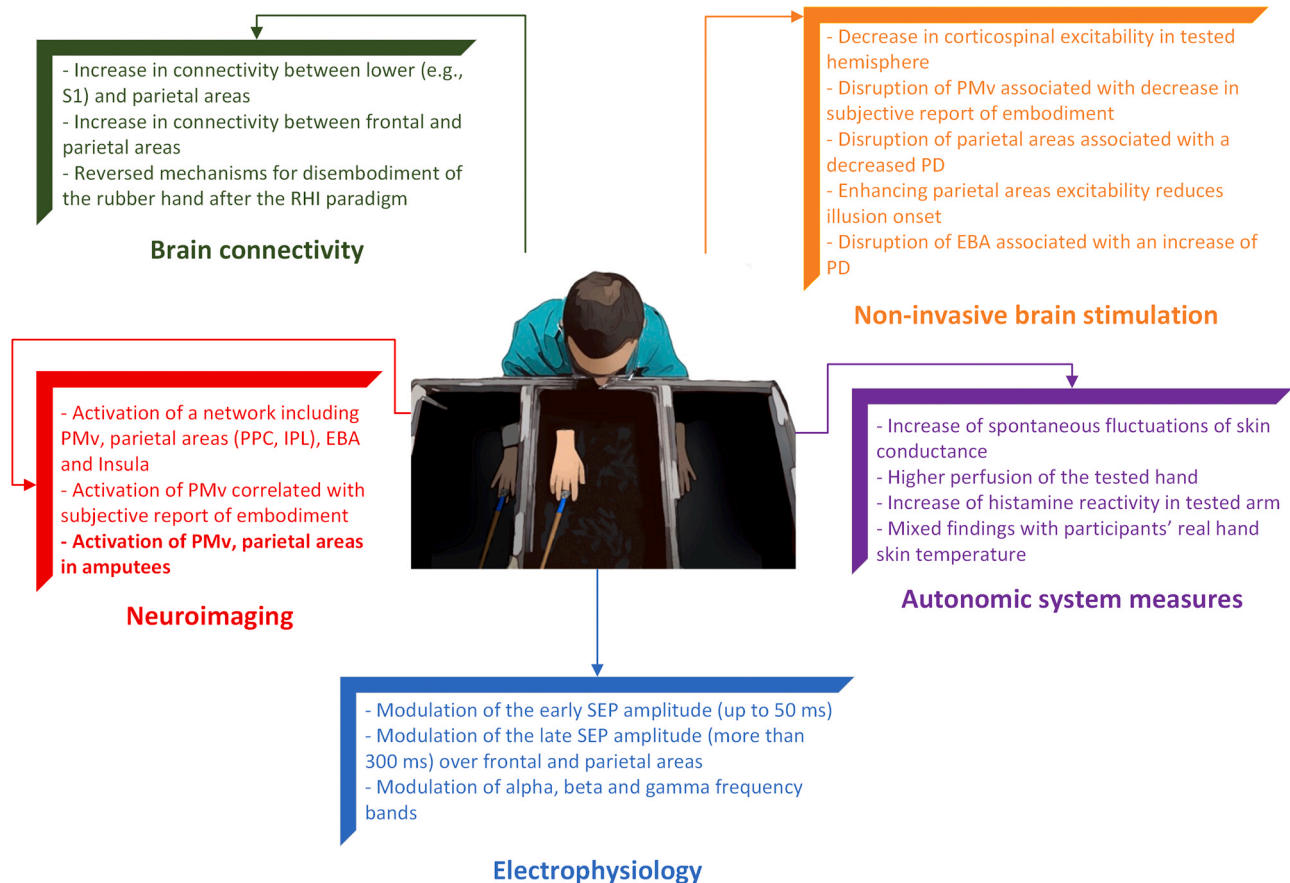 - Increase in connectivity between lower (e.g.,
S1) and parietal areas
- Increase in connectivity between frontal and
parietal areas
- Reversed mechanisms for disembodiment of
the rubber hand after the RHI paradigm
Brain connectivity
- Decrease in corticospinal excitability in tested
hemisphere
- Disruption of PMv associated with decrease in
subjective report of embodiment
- Disruption of parietal areas associated with a
decreased PD
- Enhancing parietal areas excitability reduces
illusion onset
- Disruption of EBA associated with an increase of
PD
Non-invasive brain stimulation
- Activation of a network including
PMv, parietal areas (PPC, IPL), EBA
and Insula
- Activation of PMv correlated with
subjective report of embodiment
- Activation of PMv, parietal areas
in amputees
Neuroimaging
- Increase of spontaneous fluctuations of skin
conductance
- Higher perfusion of the tested hand
- Increase of histamine reactivity in tested arm
- Mixed findings with participants’ real hand
skin temperature
Autonomic system measures
- Modulation of the early SEP amplitude (up to 50 ms)
- Modulation of the late SEP amplitude (more than
300 ms) over frontal and parietal areas
- Modulation of alpha, beta and gamma frequency
bands
Electrophysiology